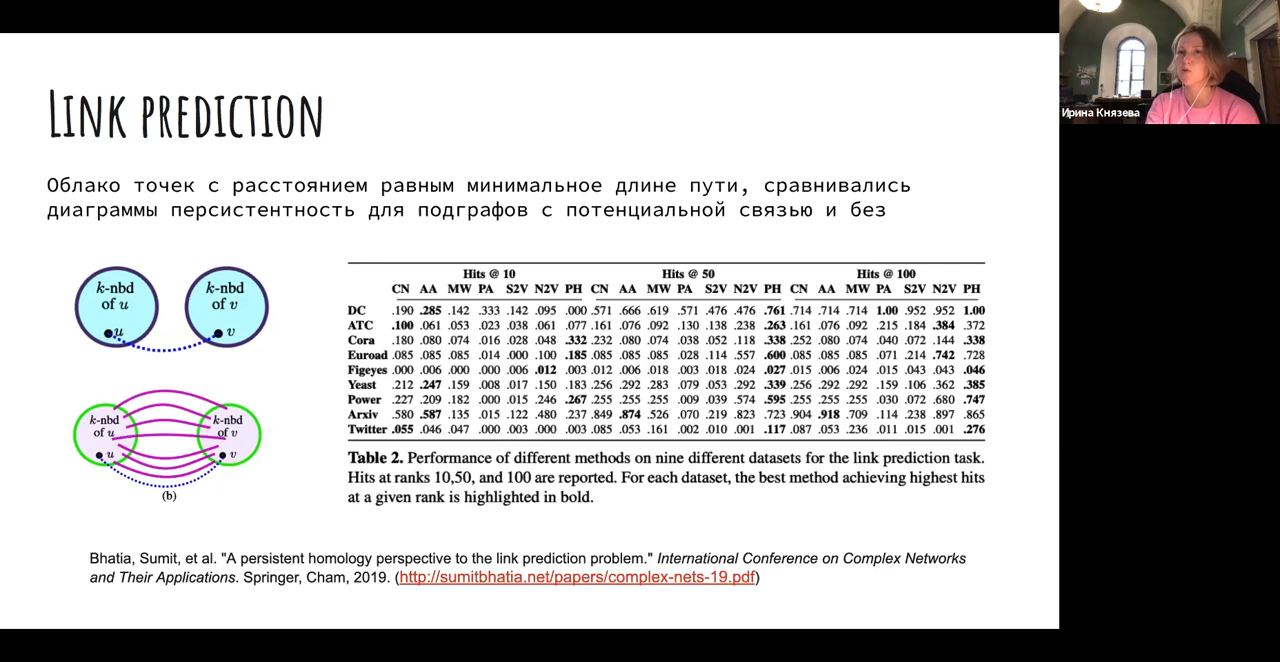 Ирина Князева
LINK PREDICTION
Облако точек с расстоянием равным минимальное длине пути, сравнивались
диаграммы персистентность для подграфов с потенциальной связью и без
k-nbd k-nbd
of u of v
u v
k-nbd k-nbd
of u of v
u v
(b)
Hits @ 10 Hits @ 50 Hits @ 100
CN AA MW PA S2V N2V PH CN AA MW PA S2V N2V PH CN AA MW PA S2V N2V PH
DC .190 .285 .142 .333 .142 .095 .000 .571 .666 .619 .571 .476 .476 .761 .714 .714 .714 1.00 .952 .952 1.00
ATC .100 .061 .053 .023 .038 .061 .077 .161 .076 .092 .130 .138 .238 .263 .161 .076 .092 .215 .184 .384 .372
Cora .180 .080 .074 .016 .028 .048 .332 .232 .080 .074 .038 .052 .118 .338 .252 .080 .074 .040 .072 .144 .338
Euroad .085 .085 .085 .014 .000 .100 .185 .085 .085 .085 .028 .114 .557 .600 .085 .085 .085 .071 .214 .742 .728
Figeyes .000 .006 .000 .000 .006 .012 .003 .012 .006 .018 .003 .018 .024 .027 .015 .006 .024 .015 .043 .043 .046
Yeast .212 .247 .159 .008 .017 .150 .183 .256 .292 .283 .079 .053 .292 .339 .256 .292 .292 .159 .106 .362 .385
Power .227 .209 .182 .000 .015 .246 .267 .255 .255 .255 .009 .039 .574 .595 .255 .255 .255 .030 .072 .680 .747
Arxiv .580 .587 .135 .015 .122 .480 .237 .849 .874 .526 .070 .219 .823 .723 .904 .918 .709 .114 .238 .897 .865
Twitter .055 .046 .047 .000 .003 .000 .003 .085 .053 .161 .002 .010 .001 .117 .087 .053 .236 .011 .015 .001 .276
Table 2. Performance of different methods on nine different datasets for the link prediction task.
Hits at ranks 10,50, and 100 are reported. For each dataset, the best method achieving highest hits
at a given rank is highlighted in bold.
Bhatia, Sumit, et al. "A persistent homology perspective to the link prediction problem." International Conference on Complex Networks
and Their Applications. Springer, Cham, 2019. (http://sumitbhatia.net/papers/complex-nets-19.pdf)